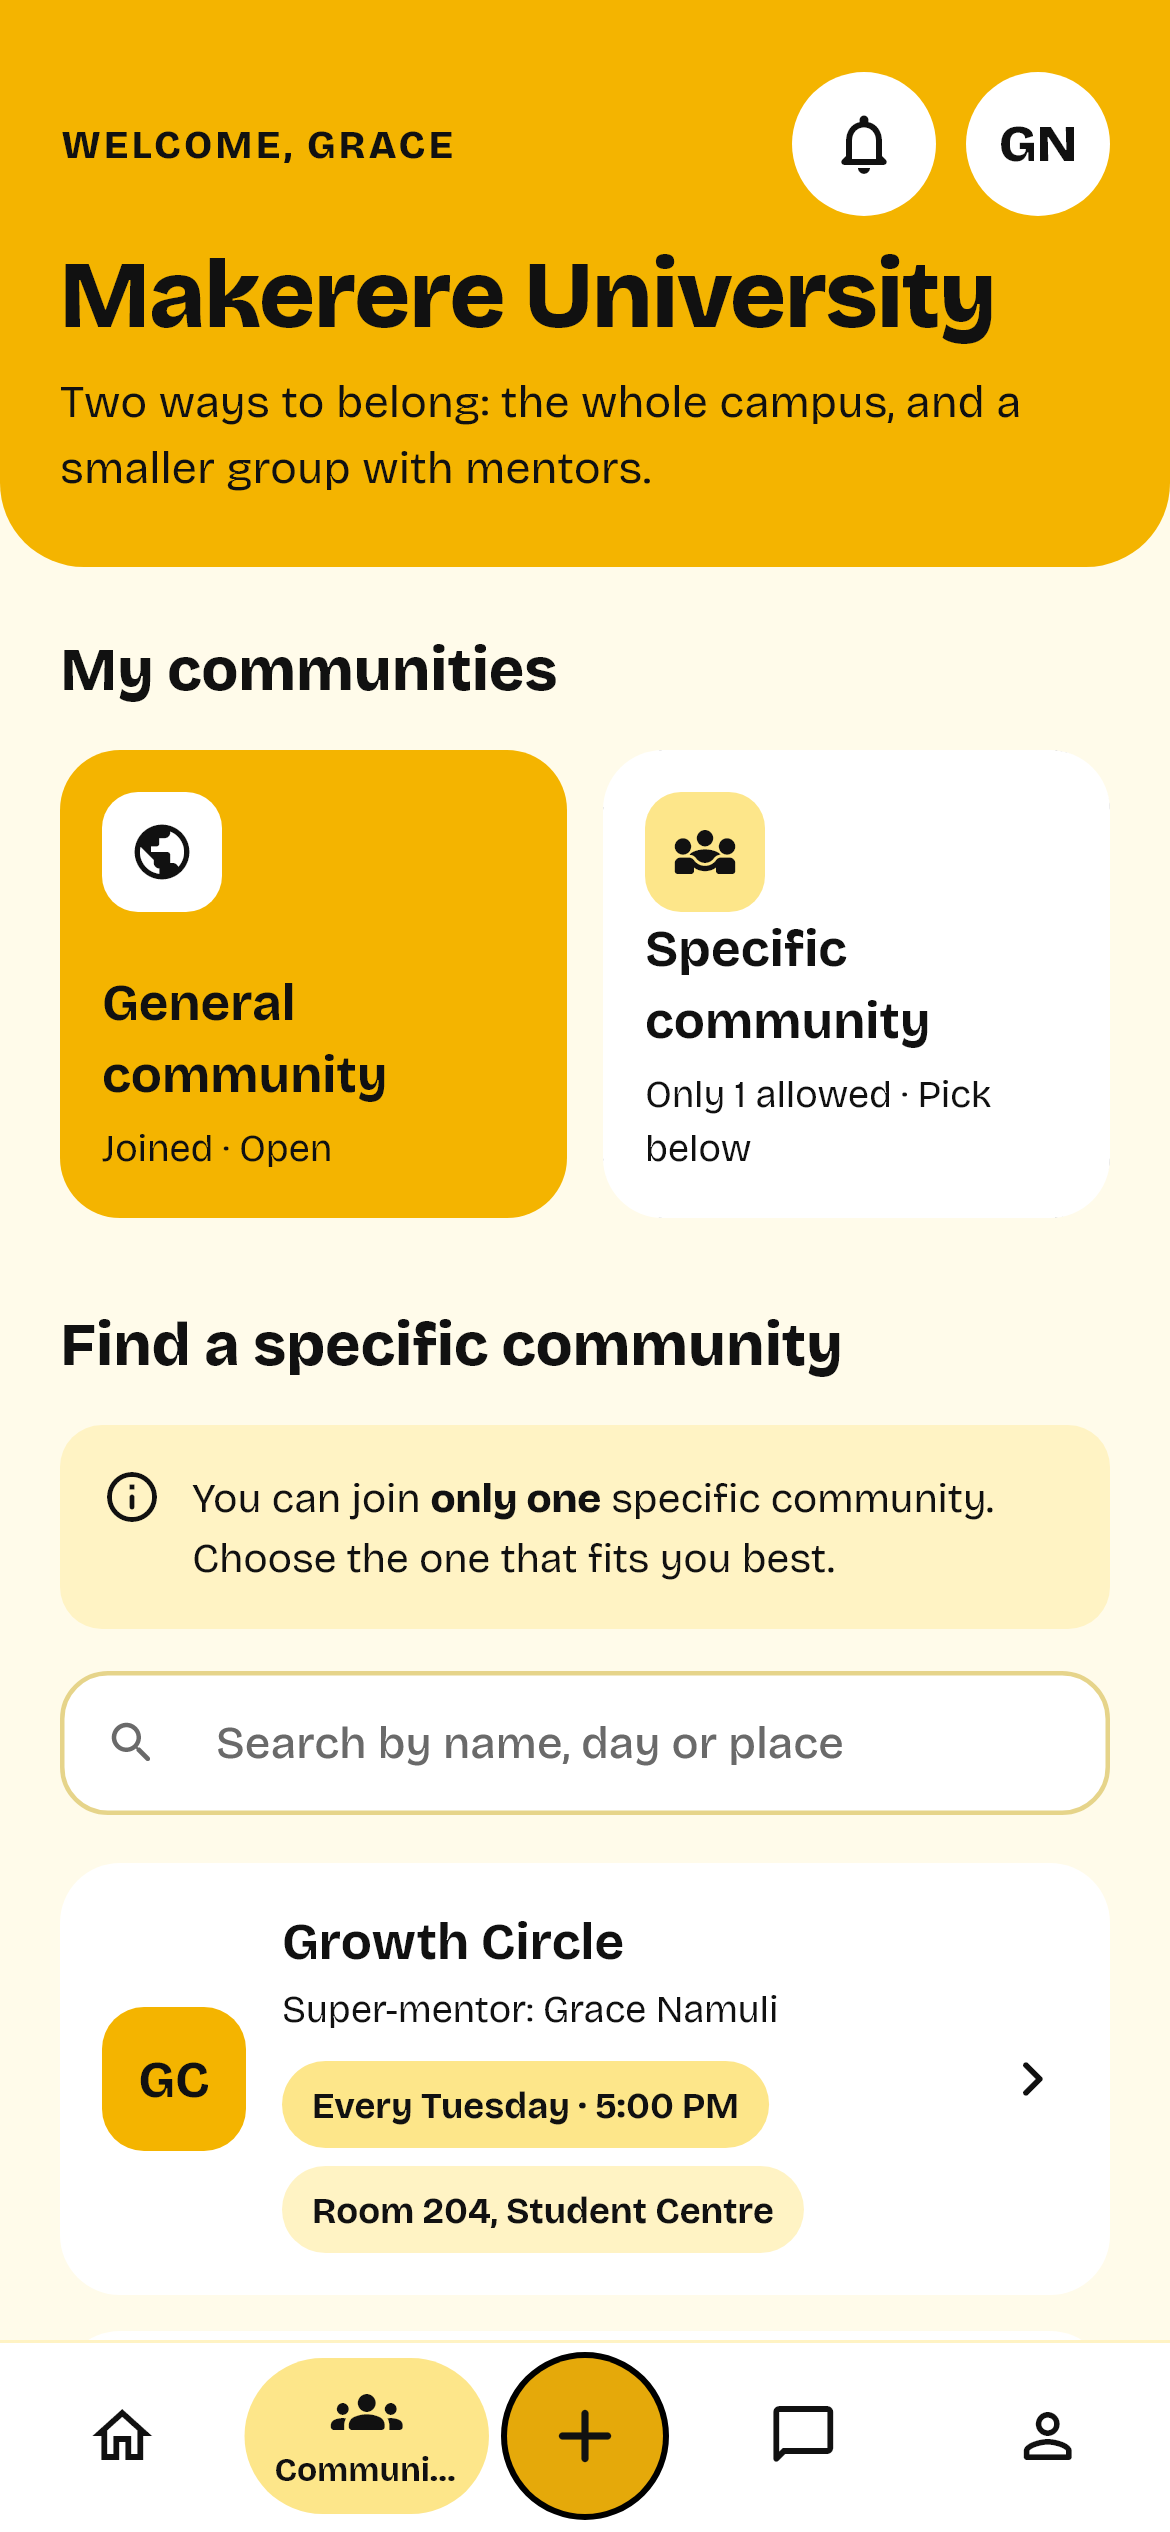 WELCOME, GRACE
GN
Makerere University
Two ways to belong: the whole campus, and a
smaller group with mentors.
My communities
General
community
Joined · Open
Specific
community
Only 1 allowed · Pick
below
Find a specific community
You can join only one specific community.
Choose the one that fits you best.
Search by name, day or place
GC
Growth Circle
Super-mentor: Grace Namuli
Every Tuesday · 5:00 PM
Room 204, Student Centre
Communi...